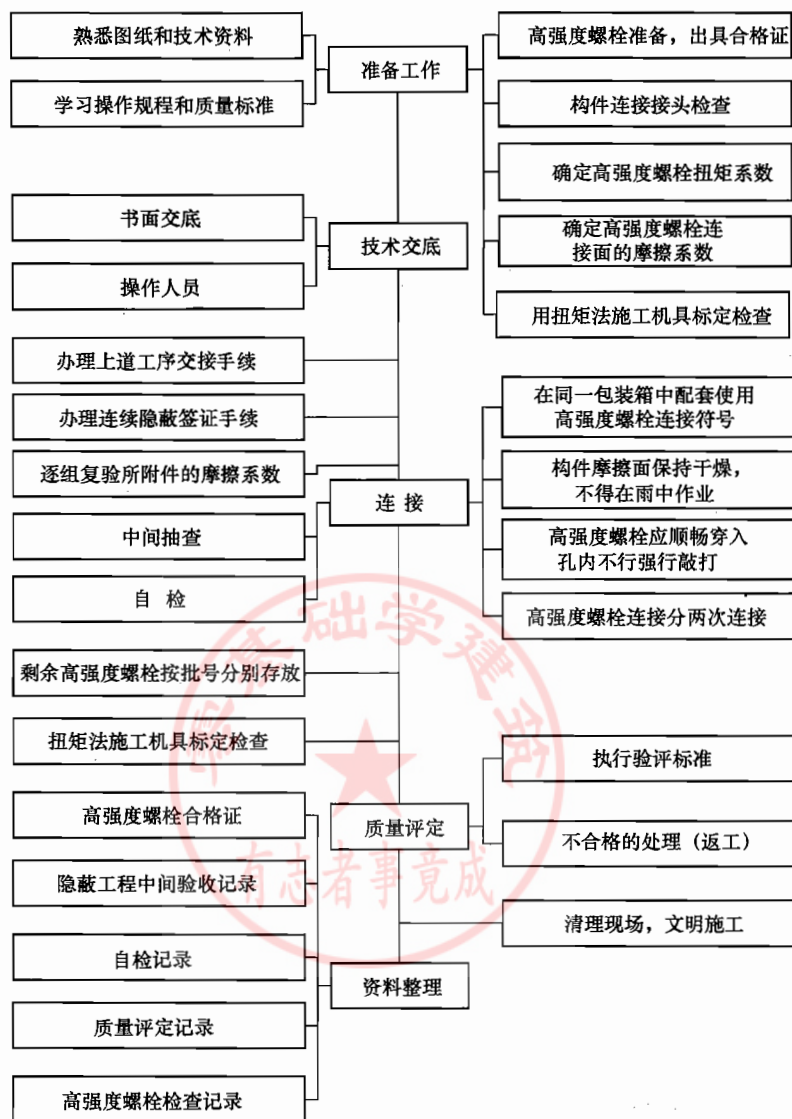 熟悉图纸和技术资料
学习操作规程和质量标准
准备工作
高强度螺栓准备，出具合格证
构件连接接头检查
确定高强度螺栓扭矩系数
确定高强度螺栓连
接面的摩擦系数
用扭矩法施工机具标定检查
书面交底
操作人员
技术交底
办理上道工序交接手续
办理连续隐蔽签证手续
逐组复验所附件的摩擦系数
中间抽查
自 检
连 接
在同一包装箱中配套使用
高强度螺栓连接符号
构件摩擦面保持干燥，
不得在雨中作业
高强度螺栓应顺畅穿入
孔内不行强行敲打
高强度螺栓连接分两次连接
剩余高强度螺栓按批号分别存放
扭矩法施工机具标定检查
质量评定
执行验评标准
不合格的处理（返工）
清理现场，文明施工
高强度螺栓合格证
隐蔽工程中间验收记录
自检记录
质量评定记录
高强度螺栓检查记录
资料整理
零基础学建筑
有志者事竟成